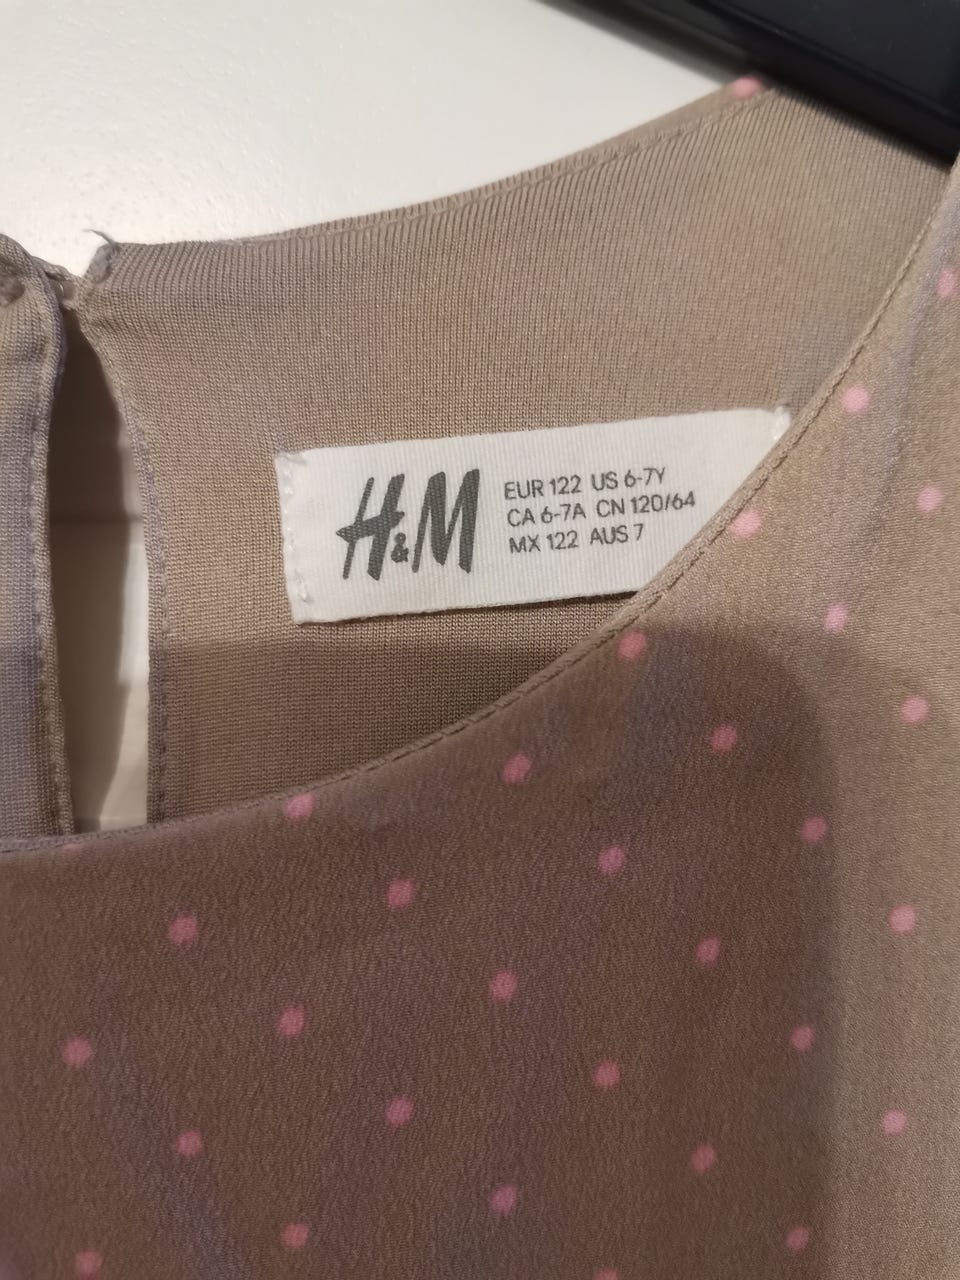 H&M
EUR 122 US 6-7Y
CA 6-7A CN 120/64
MX 122 AUS 7